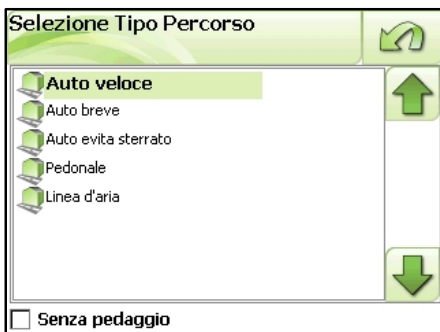 Selezione Tipo Percorso
Auto veloce
Auto breve
Auto evita sterrato
Pedonale
Linea d'aria
Senza pedaggio